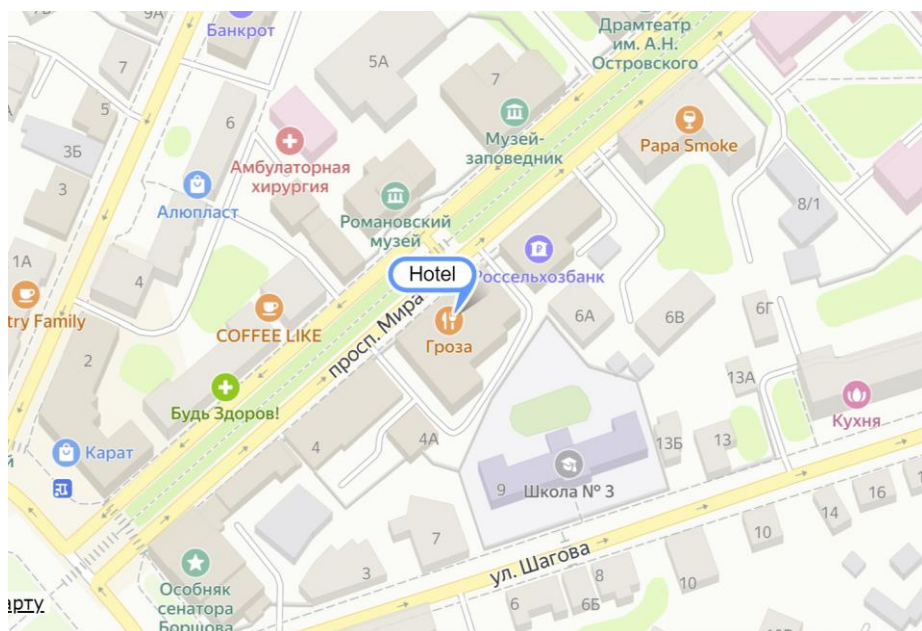 7
9А
Банкрот
Драмтеатр
им. А.Н.
Островского
7
5А
7
5
6
3Б
Музей-
заповедник
Papa Smoke
Амбулаторная
хирургия
3
Алюпласт
Романовский
музей
8/1
1А
4
Hotel
Россельхозбанк
try Family
COFFEE LIKE
просп. Мира
Гроза
6А
6В
6Г
2
13А
Будь Здоров!
Кухня
Карат
4
4А
13Б
13
9
Школа № 3
16
14
7
10
ул. Шагова
3
8
10
Особняк
сенатора
Борщова
6
6Б
арту